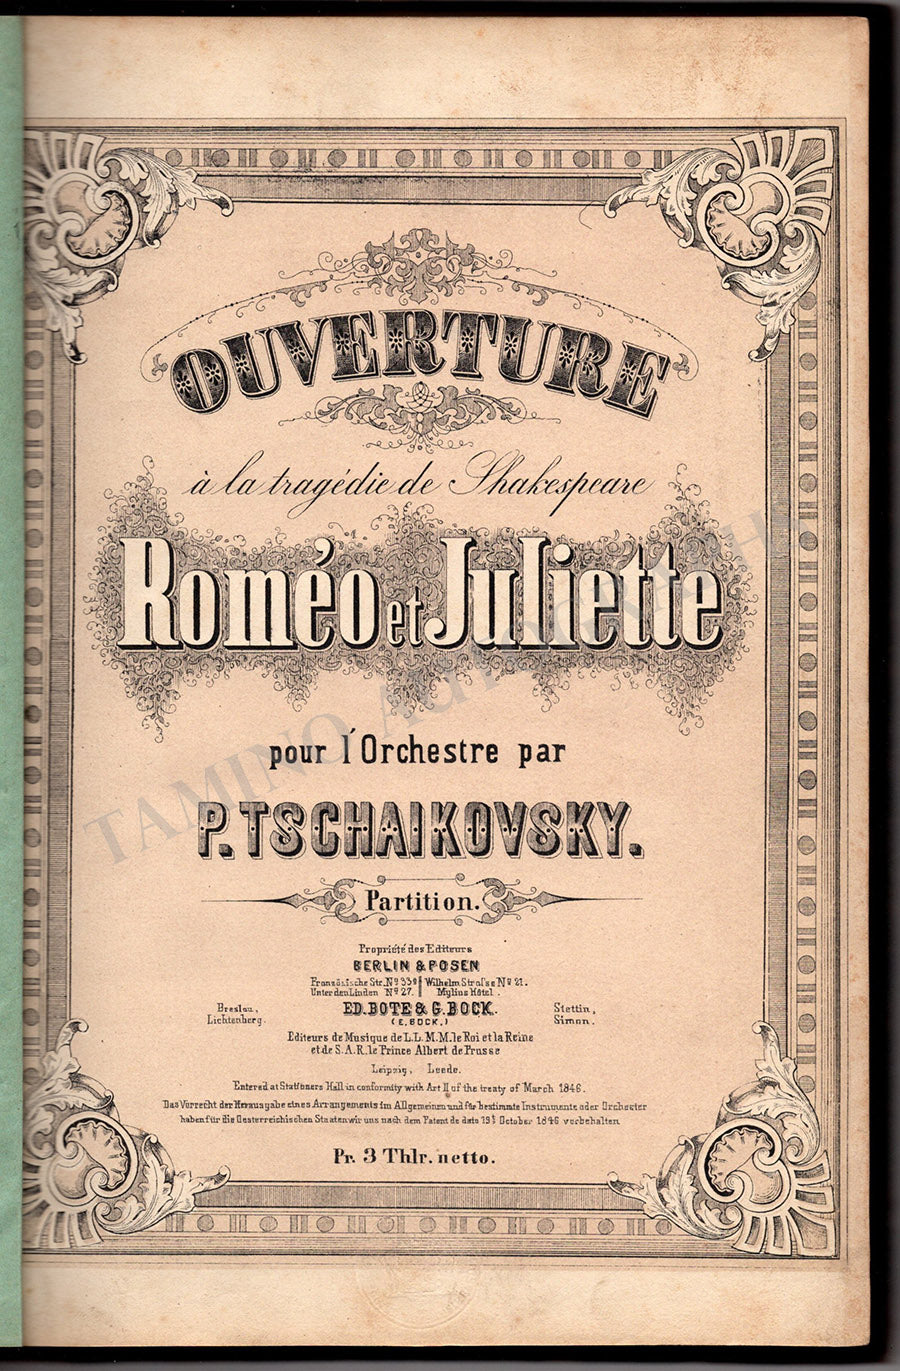 OUVERTURE
à la tragédie de Shakespeare
Roméo et Juliette
pour l'Orchestre par
P. TSCHAIKOVSKY.
Partition.
Propriété des Editeurs
BERLIN & POSEN
Französische Str. No 33e Wilhelm Strasse No 21.
Unter den Linden No 27. Mylius Hôtel.
Breslau, ED. BOTE & G. BOCK. Stettin,
Lichtenberg. (E. BOCK.) Simon.
Editeurs de Musique de L.L. M.M. le Roi et la Reine
et de S.A.R. le Prince Albert de Prusse
Leipzig, Leede.
Entered at Stationers Hall in conformity with Art II of the treaty of March 1846.
Das Vorrecht der Herausgabe eines Arrangements im Allgemeinen und für bestimmte Instrumente oder Orchester
haben für die Oesterreichischen Staaten wir uns nach dem Patent de dato 19t October 1846 vorbehalten
Pr. 3 Thlr. netto.
TAMINO AUTOGRAPHS